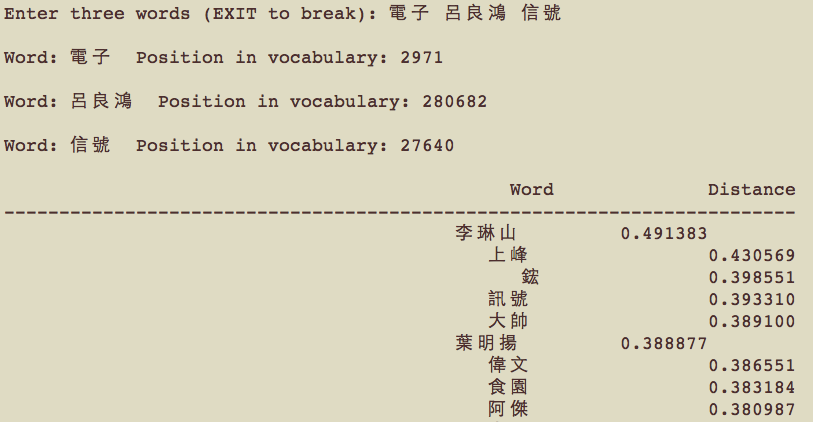 Enter three words (EXIT to break): 電子 呂良鴻 信號
Word: 電子 Position in vocabulary: 2971
Word: 呂良鴻 Position in vocabulary: 280682
Word: 信號 Position in vocabulary: 27640
Word Distance
------------------------------------------------------------------------
李琳山 0.491383
上峰 0.430569
鋐 0.398551
訊號 0.393310
大帥 0.389100
葉明揚 0.388877
偉文 0.386551
食園 0.383184
阿傑 0.380987